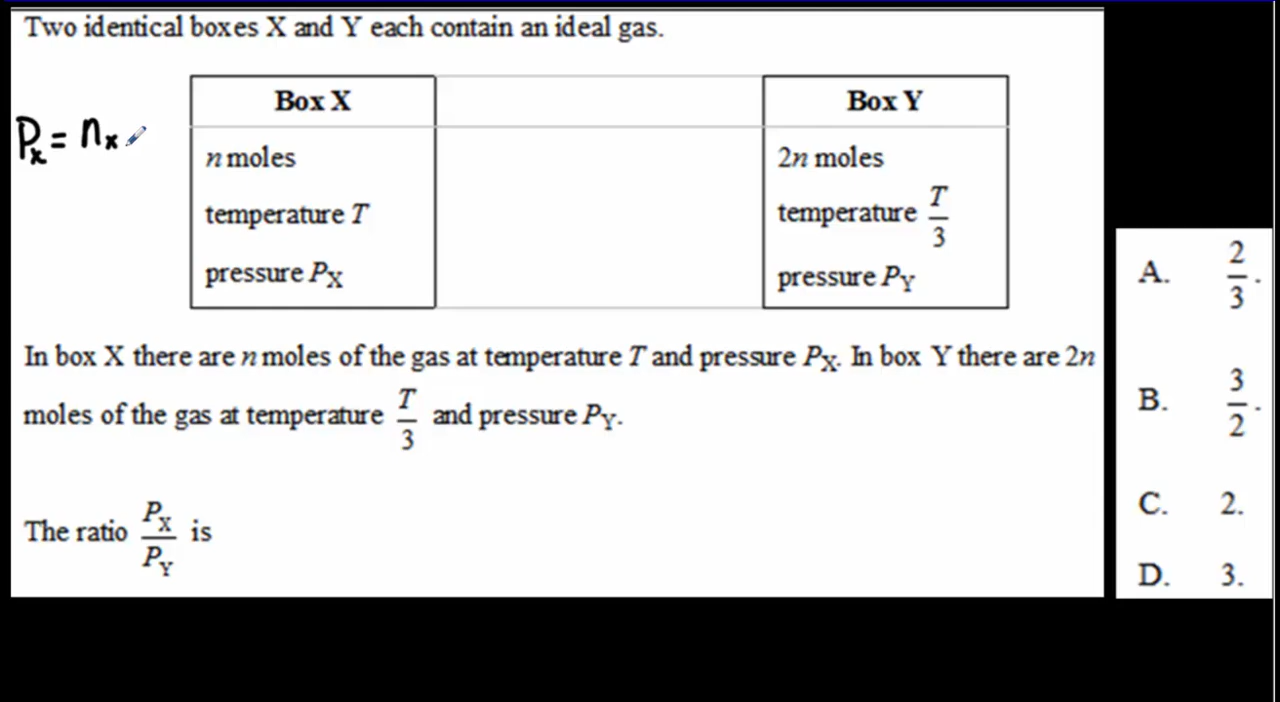 Two identical boxes X and Y each contain an ideal gas.
Box X
Box Y
Pₓ = nₓ
n moles
2n moles
temperature T
temperature T/3
pressure P_X
pressure P_Y
In box X there are n moles of the gas at temperature T and pressure P_X. In box Y there are 2n
moles of the gas at temperature T/3 and pressure P_Y.
The ratio P_X/P_Y is
A. 2/3.
B. 3/2.
C. 2.
D. 3.